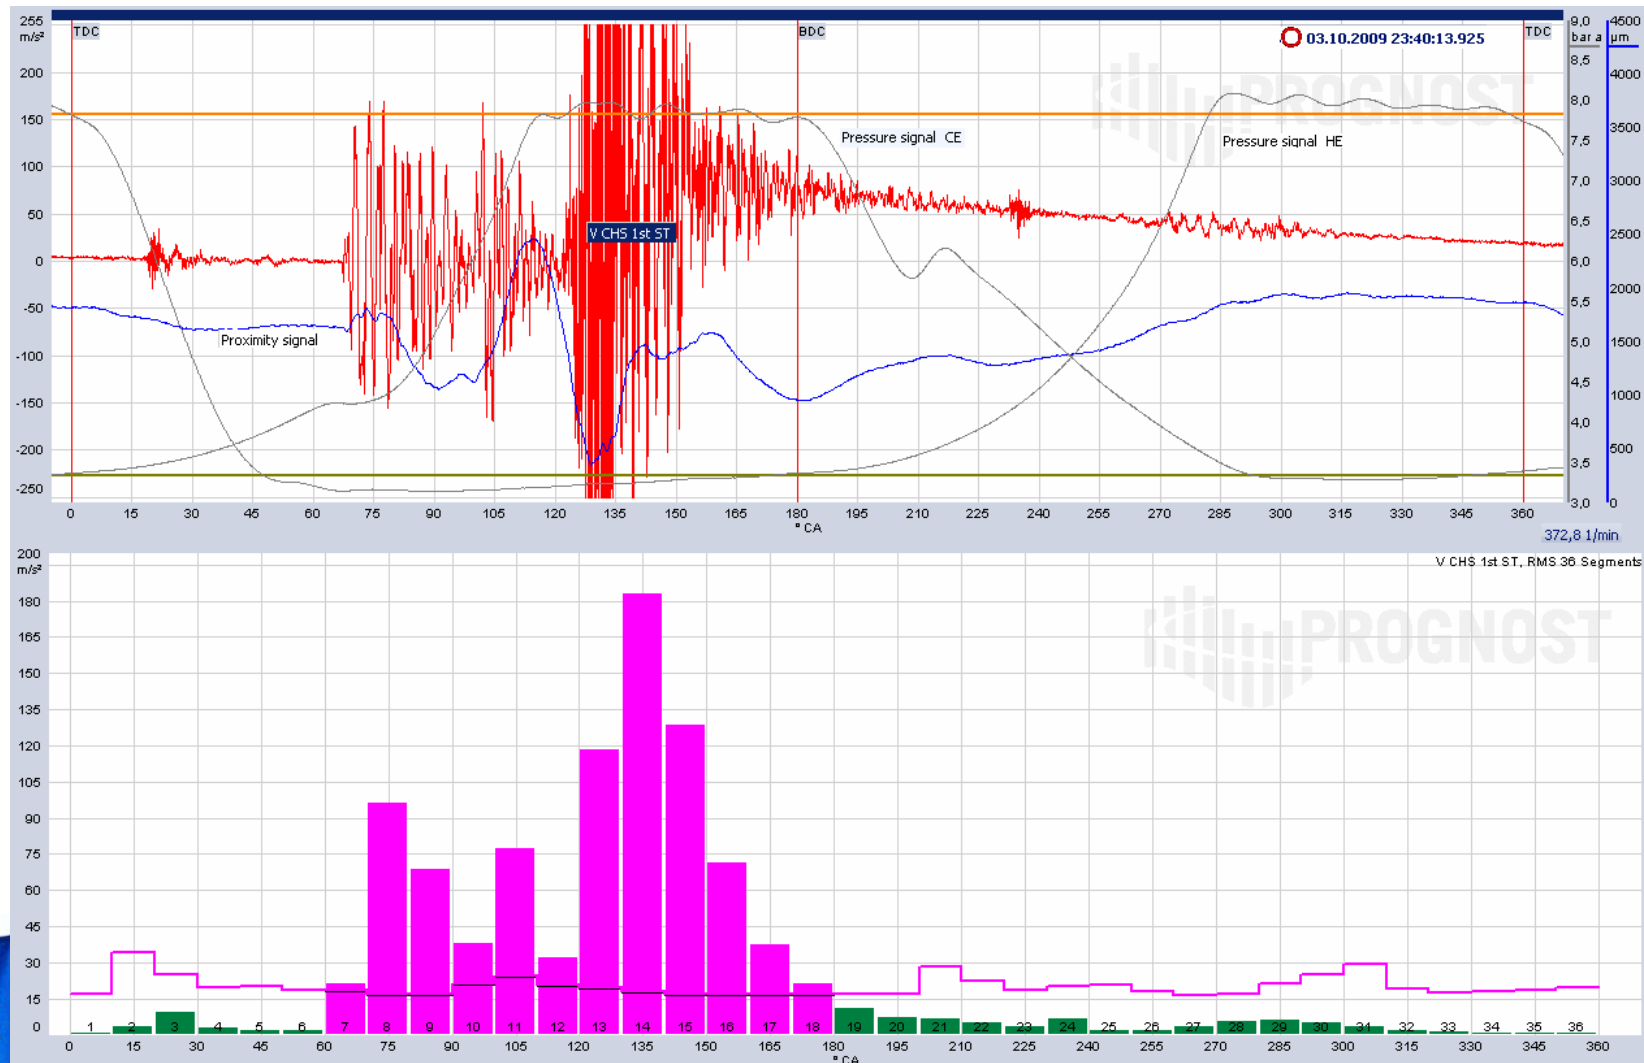 255
m/s²
TDC
BDC
03.10.2009 23:40:13.925
TDC
9,0
bar a
4500
µm
200
150
100
50
0
-50
-100
-150
-200
-250
PROGNOST
Pressure signal CE
Pressure signal HE
V CHS 1st ST
Proximity signal
8,5
8,0
7,5
7,0
6,5
6,0
5,5
5,0
4,5
4,0
3,5
3,0
4000
3500
3000
2500
2000
1500
1000
500
0
0 15 30 45 60 75 90 105 120 135 150 165 180 195 210 225 240 255 270 285 300 315 330 345 360
° CA
372,8 1/min
200
m/s²
V CHS 1st ST, RMS 36 Segments
PROGNOST
180
165
150
135
120
105
90
75
60
45
30
15
0
1 2 3 4 5 6 7 8 9 10 11 12 13 14 15 16 17 18 19 20 21 22 23 24 25 26 27 28 29 30 31 32 33 34 35 36
0 15 30 45 60 75 90 105 120 135 150 165 180 195 210 225 240 255 270 285 300 315 330 345 360
° CA